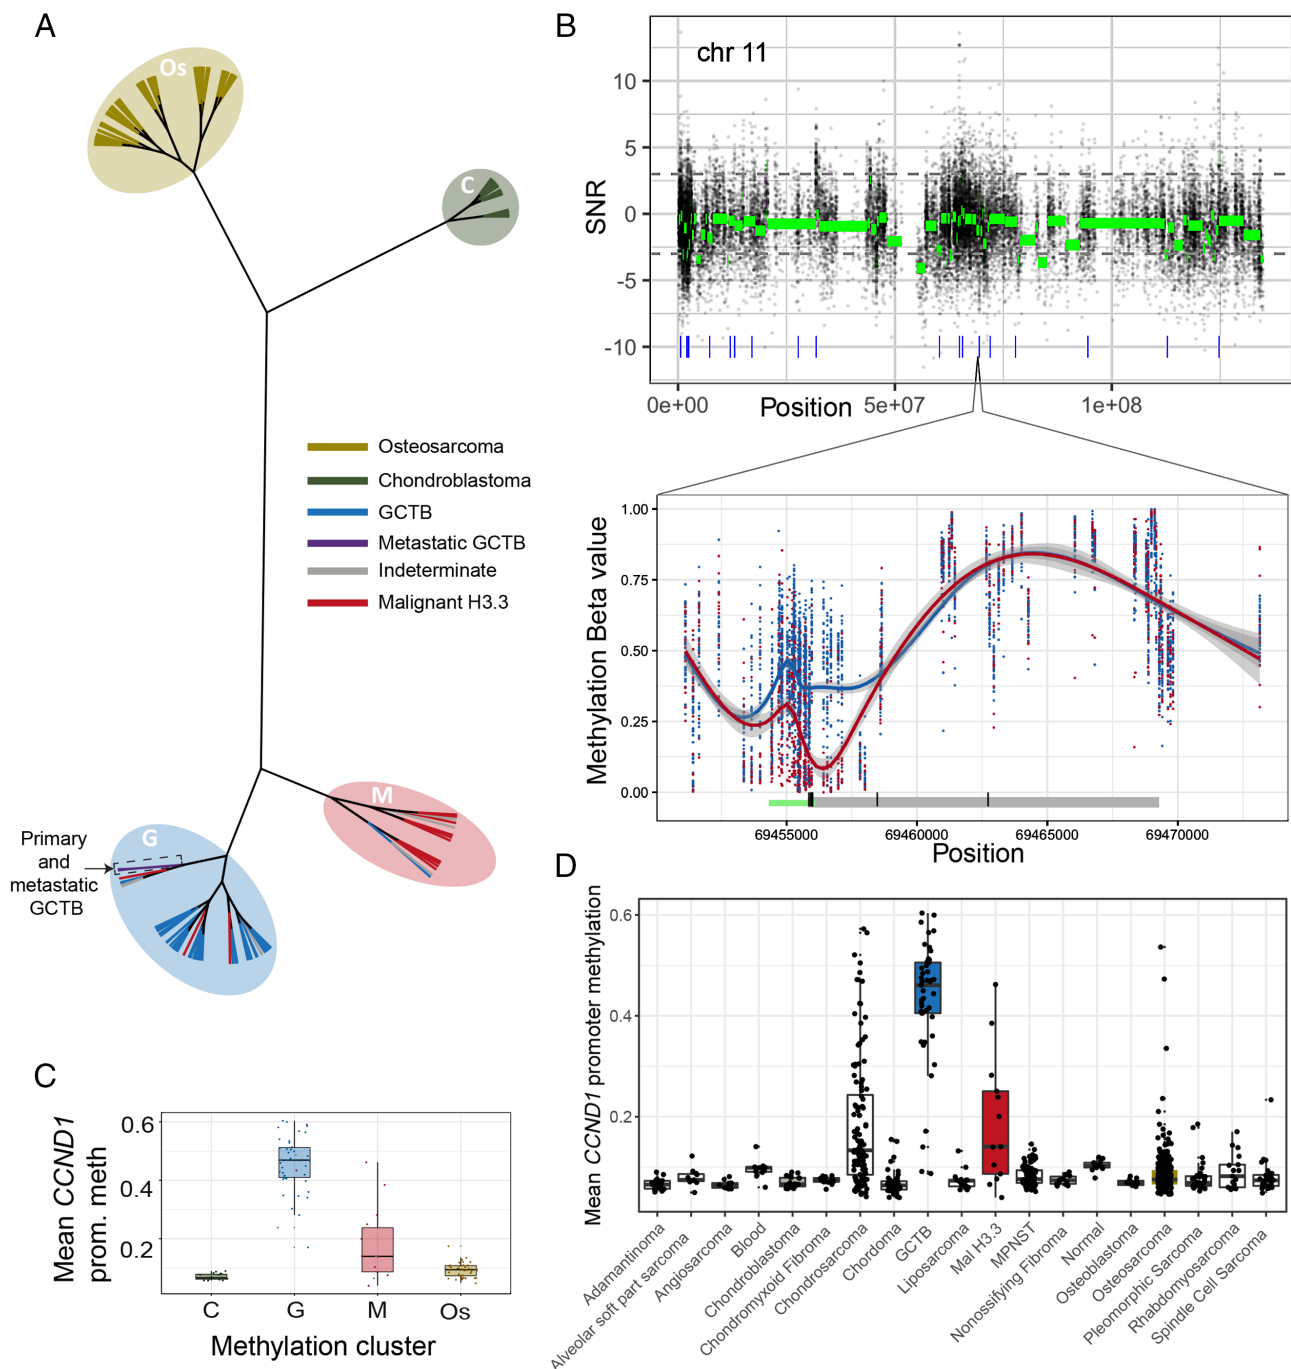 A
Os
C
Osteosarcoma
Chondroblastoma
GCTB
Metastatic GCTB
Indeterminate
Malignant H3.3
M
G
Primary
and
metastatic
GCTB
B
chr 11
SNR
10
5
0
-5
-10
0e+00
5e+07
1e+08
Position
Methylation Beta value
1.00
0.75
0.50
0.25
0.00
69455000
69460000
69465000
69470000
Position
C
Mean CCND1
prom. meth
0.6
0.4
0.2
C
G
M
Os
Methylation cluster
D
Mean CCND1 promoter methylation
0.6
0.4
0.2
Adamantinoma
Alveolar soft part sarcoma
Angiosarcoma
Blood
Chondroblastoma
Chondromyxoid Fibroma
Chondrosarcoma
Chordoma
GCTB
Liposarcoma
Mal H3.3
MPNST
Nonossifying Fibroma
Normal
Osteoblastoma
Osteosarcoma
Pleomorphic Sarcoma
Rhabdomyosarcoma
Spindle Cell Sarcoma